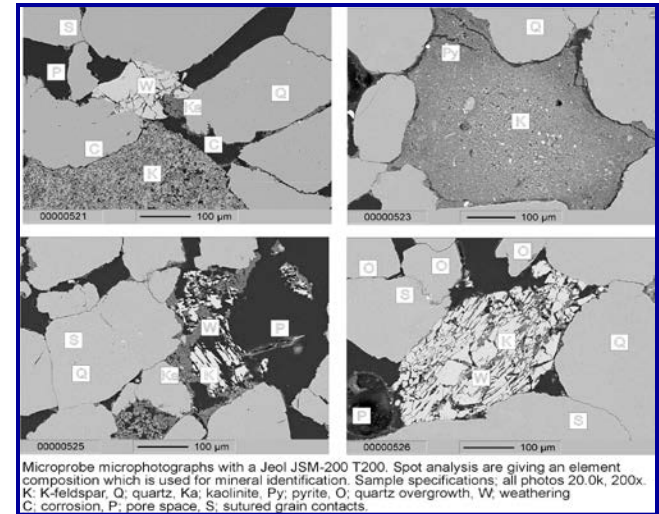 S
Q
P
Py
W
Ka
Q
K
C
C
K
00000521
100 µm
00000523
100 µm
O
O
O
S
W
P
K
S
Q
Q
Ka
K
W
P
S
00000525
100 µm
00000526
100 µm
Microprobe microphotographs with a Jeol JSM-200 T200. Spot analysis are giving an element
composition which is used for mineral identification. Sample specifications; all photos 20.0k, 200x.
K: K-feldspar, Q; quartz, Ka; kaolinite, Py; pyrite, O; quartz overgrowth, W; weathering
C; corrosion, P; pore space, S; sutured grain contacts.